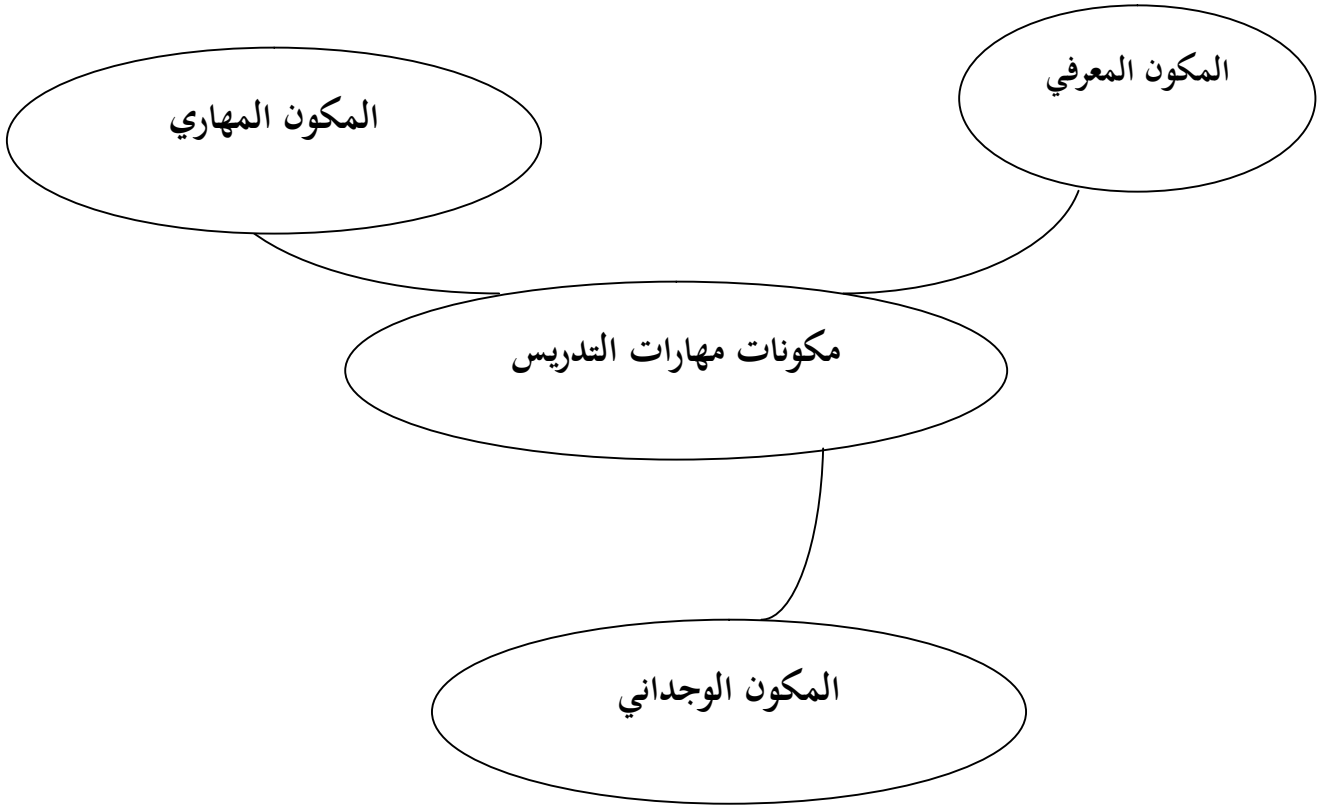 المكون المعرفي
المكون المهاري
مكونات مهارات التدريس
المكون الوجداني